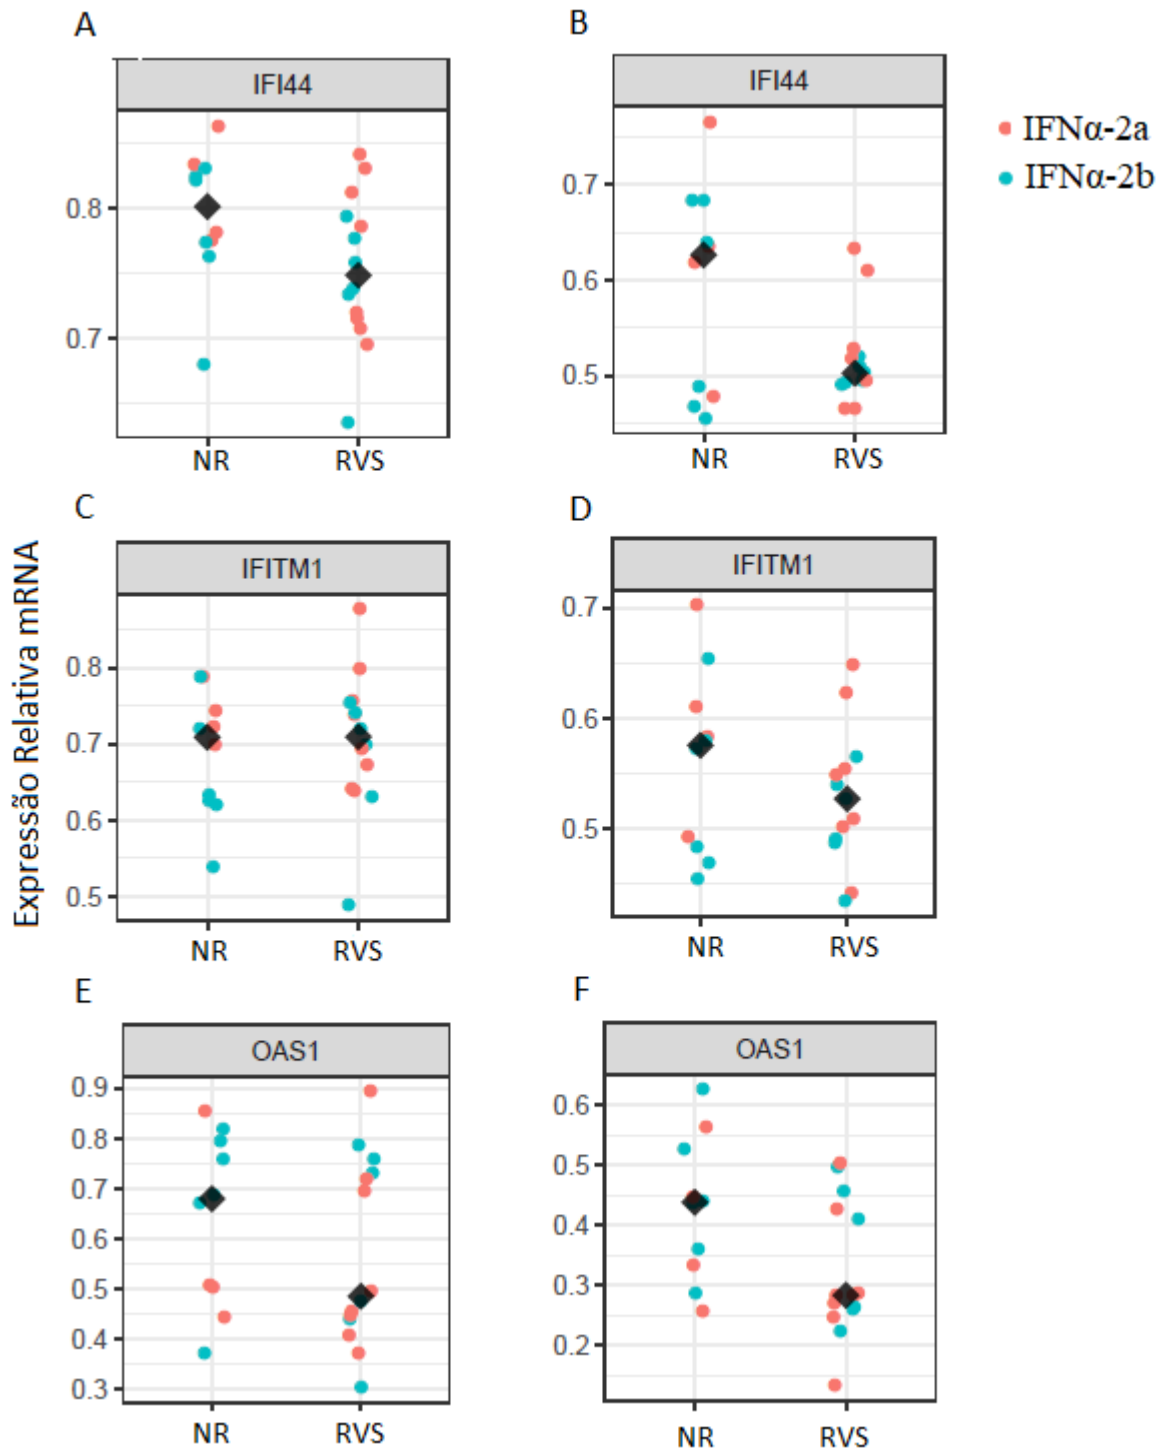 A
B
IFI44
IFI44
IFNα-2a
IFNα-2b
0.8
0.7
0.7
0.6
0.5
NR
RVS
NR
RVS
C
D
Expressão Relativa mRNA
IFITM1
IFITM1
0.8
0.7
0.6
0.5
0.7
0.6
0.5
NR
RVS
NR
RVS
E
F
OAS1
OAS1
0.9
0.8
0.7
0.6
0.5
0.4
0.3
0.6
0.5
0.4
0.3
0.2
NR
RVS
NR
RVS